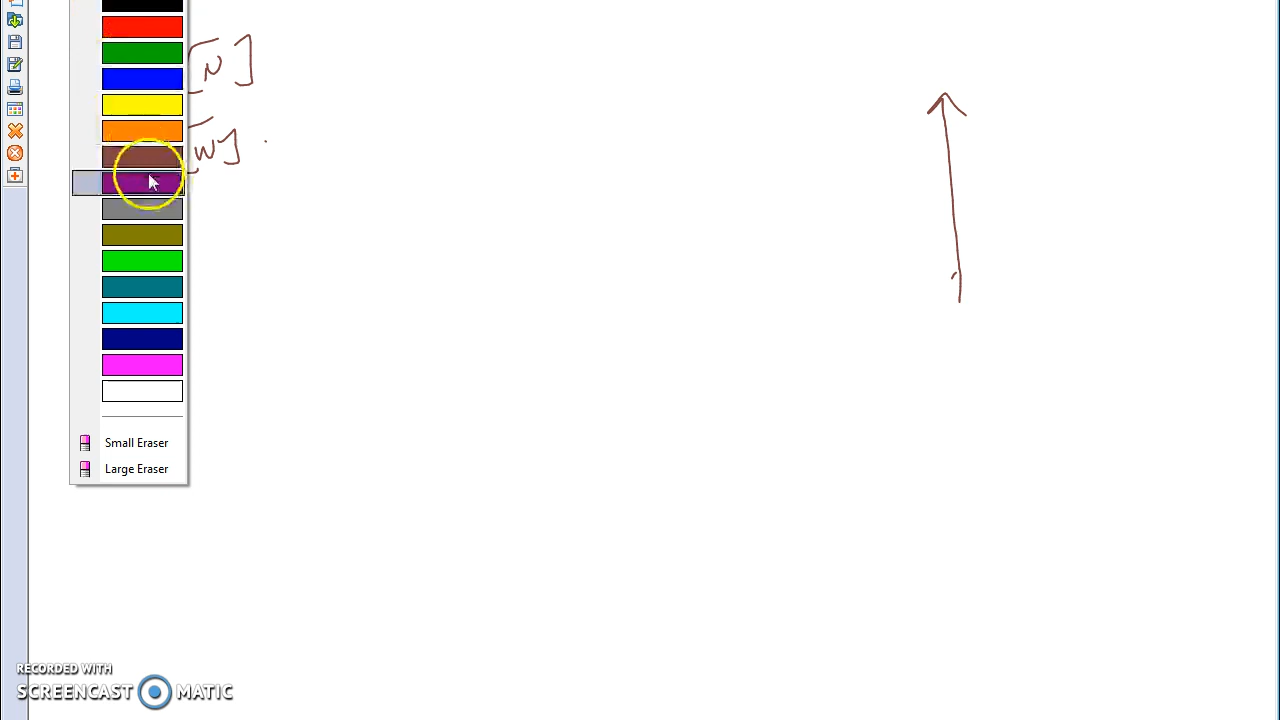 [N]
[W]
Small Eraser
Large Eraser
RECORDED WITH
SCREENCAST MATIC